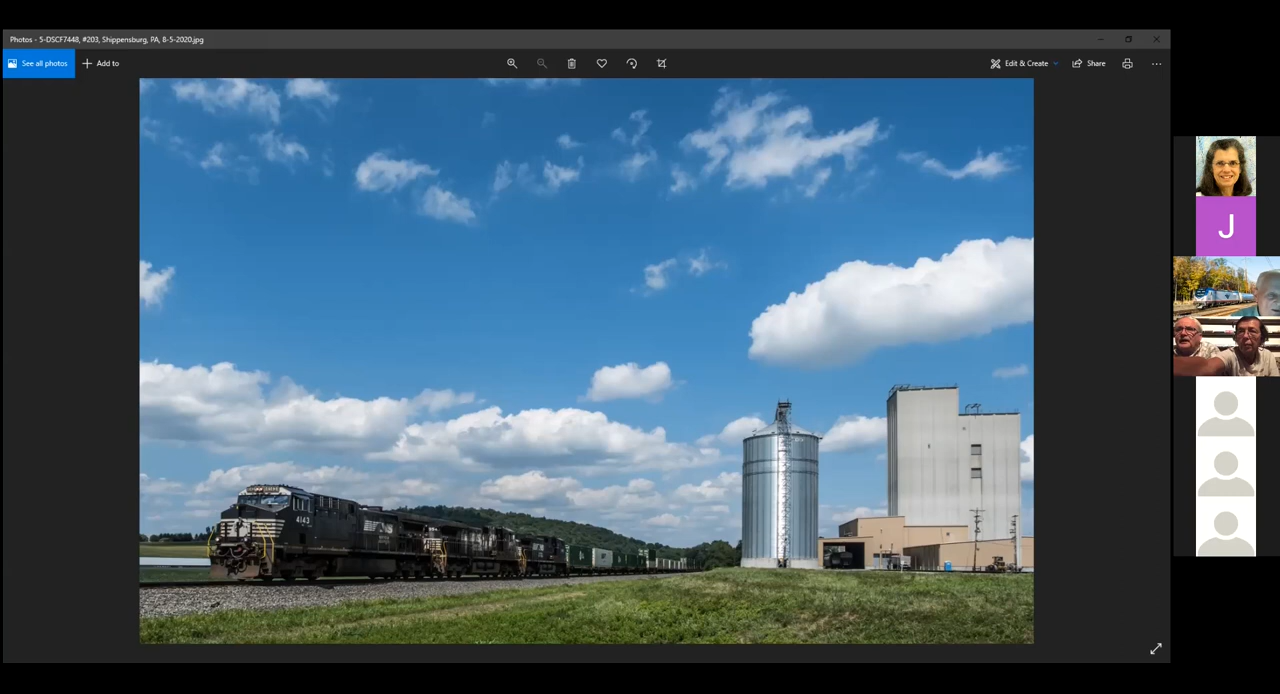 Photos - 5-DSCF7448, #203, Shippensburg, PA, 8-5-2020.jpg
See all photos
Add to
Edit & Create
Share
J
4143